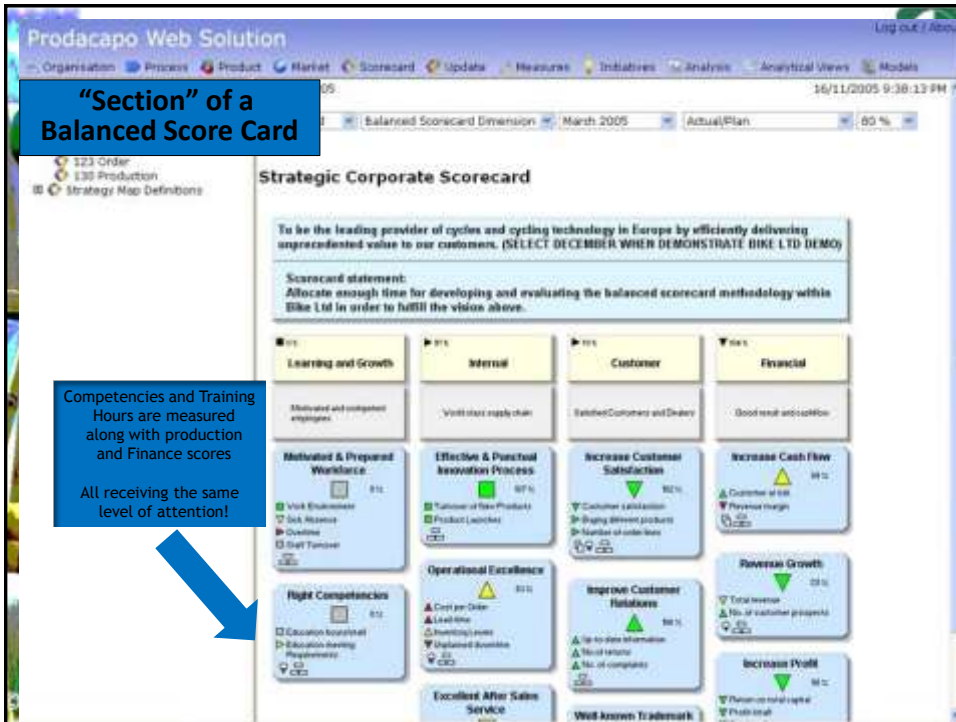 Prodacapo Web Solution
Log out / Abou
Organisation Process Product Market Scorecard Update Measures Initiatives Analysis Analytical Views Models
05
16/11/2005 9:38:13 PM
"Section" of a
Balanced Score Card
Balanced Scorecard Dimension March 2005 Actual/Plan 80 %
123 Order
130 Production
Strategy Map Definitions
Strategic Corporate Scorecard
To be the leading provider of cycles and cycling technology in Europe by efficiently delivering
unprecedented value to our customers. (SELECT DECEMBER WHEN DEMONSTRATE BIKE LTD DEMO)
Scorecard statement:
Allocate enough time for developing and evaluating the balanced scorecard methodology within
Bike Ltd in order to fulfill the vision above.
Learning and Growth
Internal
Customer
Financial
Motivated and competent
employees
World class supply chain
Satisfied Customers and Dealers
Good result and cashflow
Competencies and Training
Hours are measured
along with production
and Finance scores
All receiving the same
level of attention!
Motivated & Prepared
Workforce
Work Environment
Sick Absence
Overtime
Staff Turnover
Right Competencies
Education hours/staff
Education meeting
Requirements
Effective & Punctual
Innovation Process
Turnover of New Products
Product Launches
Operational Excellence
Cost per Order
Lead time
Inventory Levels
Unplanned downtime
Excellent After Sales
Service
Increase Customer
Satisfaction
Customer satisfaction
Buying different products
Number of order lines
Improve Customer
Relations
Up to date information
No. of returns
No. of complaints
Well-known Trademark
Increase Cash Flow
Customer at risk
Revenue margin
Revenue Growth
Total revenue
No. of customer prospects
Increase Profit
Return on total capital
Profit/staff